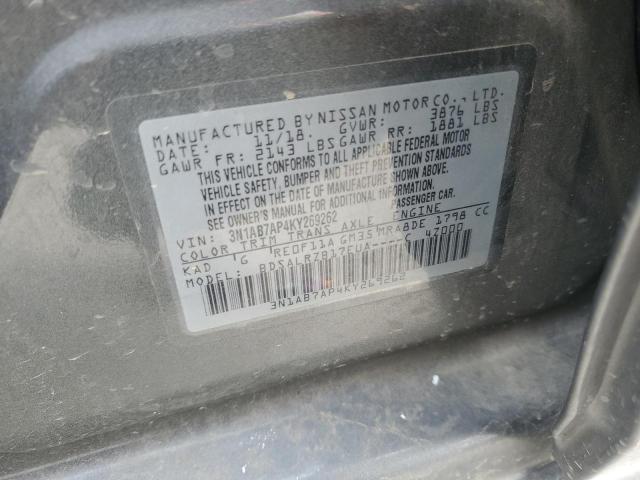 MANUFACTURED BY NISSAN MOTOR CO., LTD.
DATE: 11/18. GVWR: 3876 LBS
GAWR FR: 2143 LBS GAWR RR: 1881 LBS
THIS VEHICLE CONFORMS TO ALL APPLICABLE FEDERAL MOTOR
VEHICLE SAFETY, BUMPER AND THEFT PREVENTION STANDARDS
IN EFFECT ON THE DATE OF MANUFACTURE SHOWN ABOVE.
SEE OWNER'S MANUAL FOR ADDITIONAL INFORMATION.
VIN: 3N1AB7AP4KY269262 PASSENGER CAR.
COLOR TRIM TRANS AXLE ENGINE
KAD G RE0F11A GM35 MRA8DE 1798 CC
MODEL: BDSALRZB17EUA-----C 42000
3N1AB7AP4KY269262